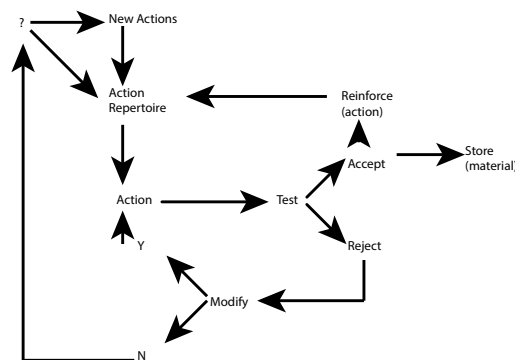 ?
New Actions
Action
Repertoire
Reinforce
(action)
Accept
Store
(material)
Action
Test
Y
Reject
Modify
N